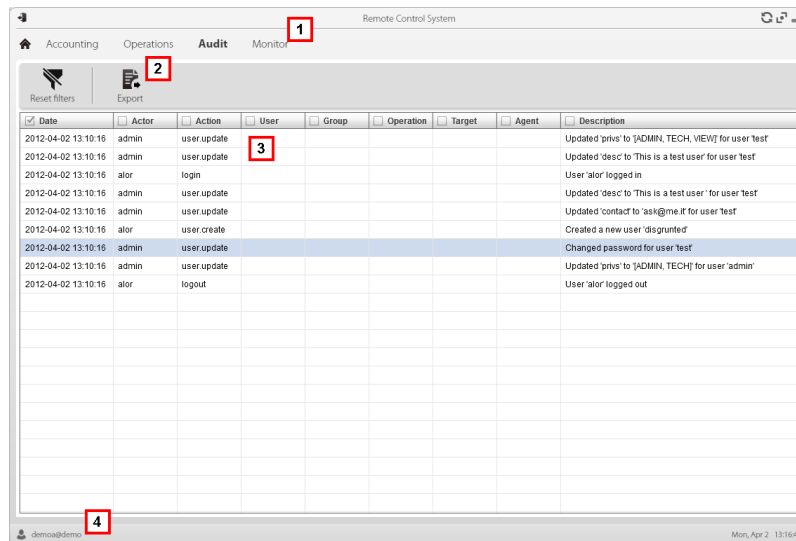 Remote Control System
1
Accounting Operations Audit Monitor
2
Reset filters Export
Date Actor Action User Group Operation Target Agent Description
2012-04-02 13:10:16 admin user.update Updated 'privs' to '[ADMIN, TECH, VIEW]' for user 'test'
3
2012-04-02 13:10:16 admin user.update Updated 'desc' to 'This is a test user' for user 'test'
2012-04-02 13:10:16 alor login User 'alor' logged in
2012-04-02 13:10:16 admin user.update Updated 'desc' to 'This is a test user ' for user 'test'
2012-04-02 13:10:16 admin user.update Updated 'contact' to 'ask@me.it' for user 'test'
2012-04-02 13:10:16 alor user.create Created a new user 'disgrunted'
2012-04-02 13:10:16 admin user.update Changed password for user 'test'
2012-04-02 13:10:16 admin user.update Updated 'privs' to '[ADMIN, TECH]' for user 'admin'
2012-04-02 13:10:16 alor logout User 'alor' logged out
4
demoa@demo Mon, Apr 2